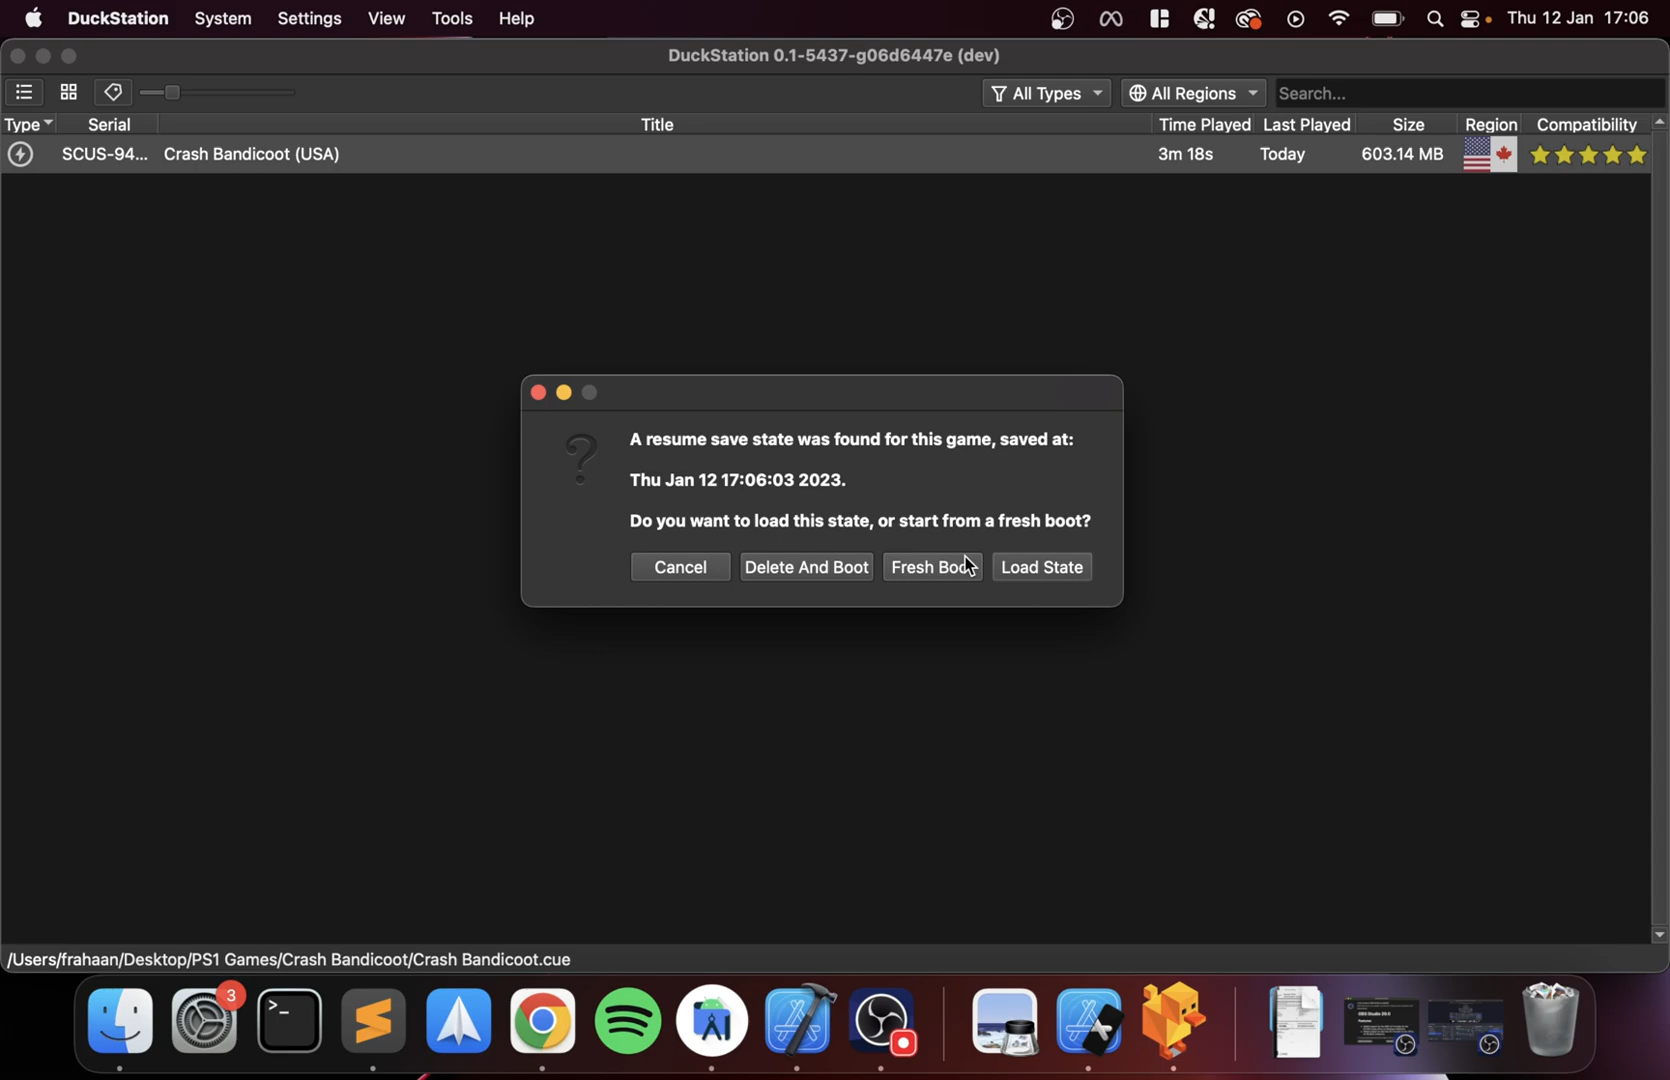 DuckStation System Settings View Tools Help Thu 12 Jan 17:06
DuckStation 0.1-5437-g06d6447e (dev)
All Types All Regions Search...
Type Serial Title Time Played Last Played Size Region Compatibility
SCUS-94... Crash Bandicoot (USA) 3m 18s Today 603.14 MB
A resume save state was found for this game, saved at:
Thu Jan 12 17:06:03 2023.
Do you want to load this state, or start from a fresh boot?
Cancel Delete And Boot Fresh Boot Load State
/Users/frahaan/Desktop/PS1 Games/Crash Bandicoot/Crash Bandicoot.cue
3